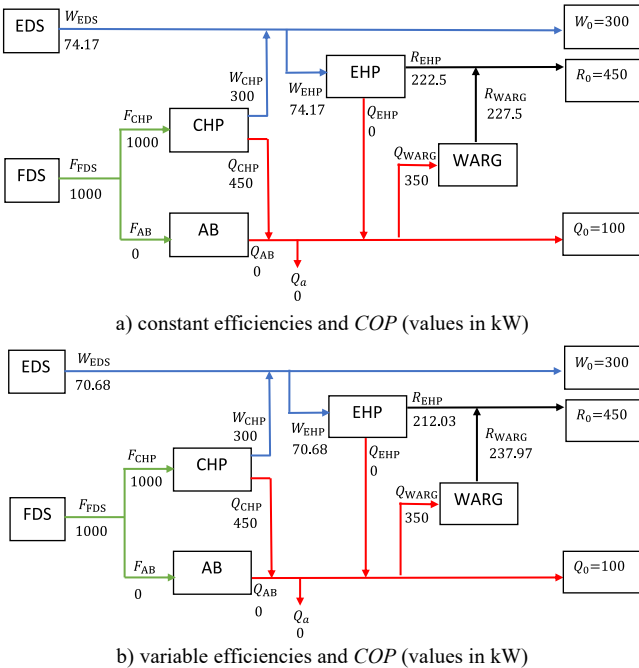 EDS
W_EDS
74.17
W_0=300
W_CHP
300
W_EHP
74.17
EHP
R_EHP
222.5
R_0=450
F_CHP
1000
CHP
Q_CHP
450
Q_EHP
0
R_WARG
227.5
Q_WARG
350
WARG
FDS
F_FDS
1000
F_AB
0
AB
Q_AB
0
Q_a
0
Q_0=100
a) constant efficiencies and COP (values in kW)
EDS
W_EDS
70.68
W_0=300
W_CHP
300
W_EHP
70.68
EHP
R_EHP
212.03
R_0=450
F_CHP
1000
CHP
Q_CHP
450
Q_EHP
0
R_WARG
237.97
Q_WARG
350
WARG
FDS
F_FDS
1000
F_AB
0
AB
Q_AB
0
Q_a
0
Q_0=100
b) variable efficiencies and COP (values in kW)